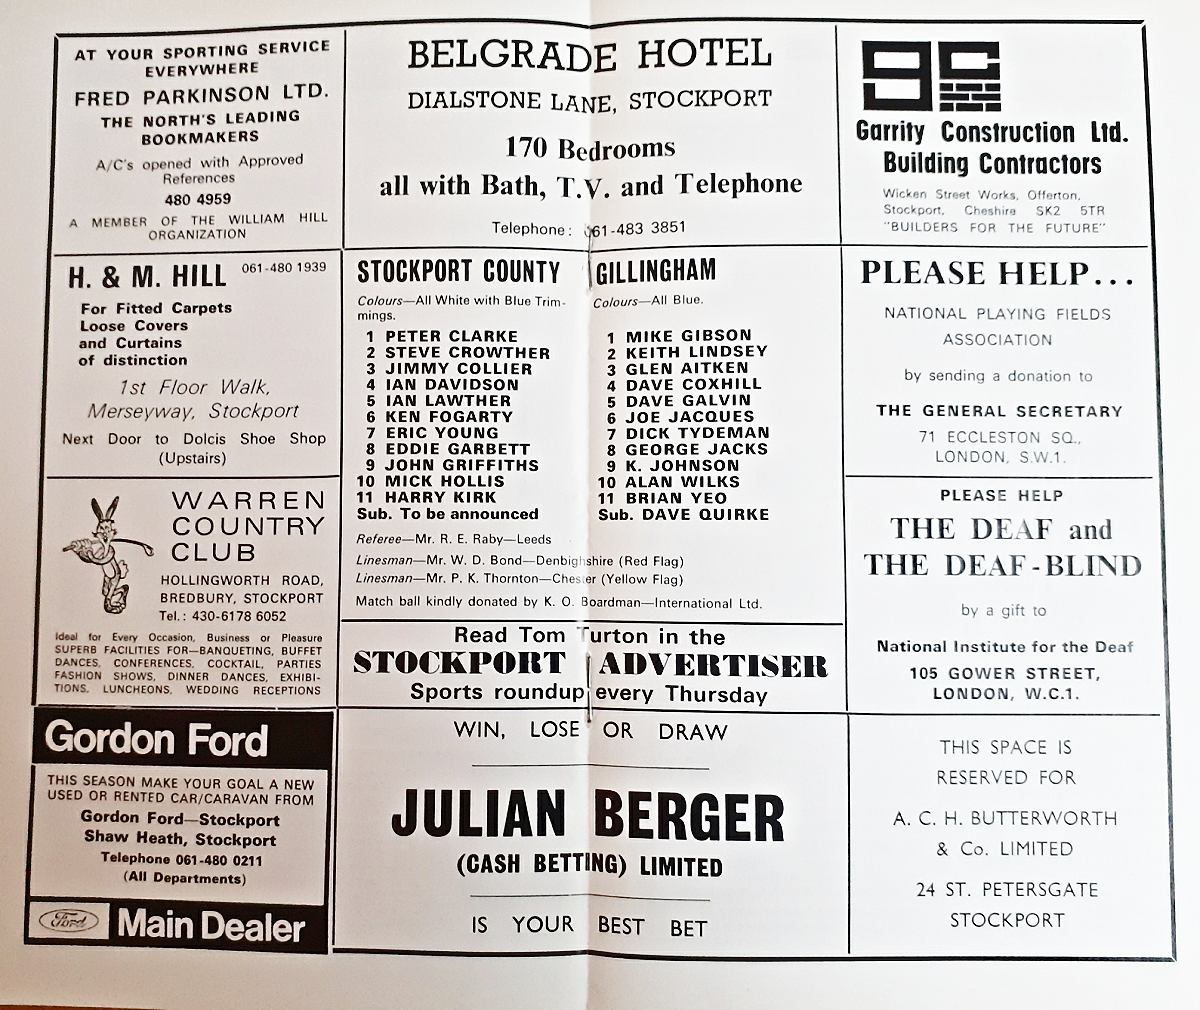 AT YOUR SPORTING SERVICE
EVERYWHERE
FRED PARKINSON LTD.
THE NORTH'S LEADING
BOOKMAKERS
A/C's opened with Approved
References
480 4959
A MEMBER OF THE WILLIAM HILL
ORGANIZATION
BELGRADE HOTEL
DIALSTONE LANE, STOCKPORT
170 Bedrooms
all with Bath, T.V. and Telephone
Telephone: 061-483 3851
gc
Garrity Construction Ltd.
Building Contractors
Wicken Street Works, Offerton,
Stockport, Cheshire SK2 5TR
"BUILDERS FOR THE FUTURE"
H. & M. HILL 061-480 1939
For Fitted Carpets
Loose Covers
and Curtains
of distinction
1st Floor Walk,
Merseyway, Stockport
Next Door to Dolcis Shoe Shop
(Upstairs)
WARREN
COUNTRY
CLUB
HOLLINGWORTH ROAD,
BREDBURY, STOCKPORT
Tel.: 430-6178 6052
Ideal for Every Occasion, Business or Pleasure
SUPERB FACILITIES FOR—BANQUETING, BUFFET
DANCES, CONFERENCES, COCKTAIL, PARTIES
FASHION SHOWS, DINNER DANCES, EXHIBI-
TIONS, LUNCHEONS, WEDDING RECEPTIONS
STOCKPORT COUNTY
Colours—All White with Blue Trim-
mings.
1 PETER CLARKE
2 STEVE CROWTHER
3 JIMMY COLLIER
4 IAN DAVIDSON
5 IAN LAWTHER
6 KEN FOGARTY
7 ERIC YOUNG
8 EDDIE GARBETT
9 JOHN GRIFFITHS
10 MICK HOLLIS
11 HARRY KIRK
Sub. To be announced
GILLINGHAM
Colours—All Blue.
1 MIKE GIBSON
2 KEITH LINDSEY
3 GLEN AITKEN
4 DAVE COXHILL
5 DAVE GALVIN
6 JOE JACQUES
7 DICK TYDEMAN
8 GEORGE JACKS
9 K. JOHNSON
10 ALAN WILKS
11 BRIAN YEO
Sub. DAVE QUIRKE
Referee—Mr. R. E. Raby—Leeds
Linesman—Mr. W. D. Bond—Denbighshire (Red Flag)
Linesman—Mr. P. K. Thornton—Chester (Yellow Flag)
Match ball kindly donated by K. O. Boardman—International Ltd.
Read Tom Turton in the
STOCKPORT ADVERTISER
Sports roundup every Thursday
PLEASE HELP...
NATIONAL PLAYING FIELDS
ASSOCIATION
by sending a donation to
THE GENERAL SECRETARY
71 ECCLESTON SQ.,
LONDON, S.W.1.
PLEASE HELP
THE DEAF and
THE DEAF-BLIND
by a gift to
National Institute for the Deaf
105 GOWER STREET,
LONDON, W.C.1.
Gordon Ford
THIS SEASON MAKE YOUR GOAL A NEW
USED OR RENTED CAR/CARAVAN FROM
Gordon Ford—Stockport
Shaw Heath, Stockport
Telephone 061-480 0211
(All Departments)
Ford Main Dealer
WIN, LOSE OR DRAW
JULIAN BERGER
(CASH BETTING) LIMITED
IS YOUR BEST BET
THIS SPACE IS
RESERVED FOR
A. C. H. BUTTERWORTH
& Co. LIMITED
24 ST. PETERSGATE
STOCKPORT